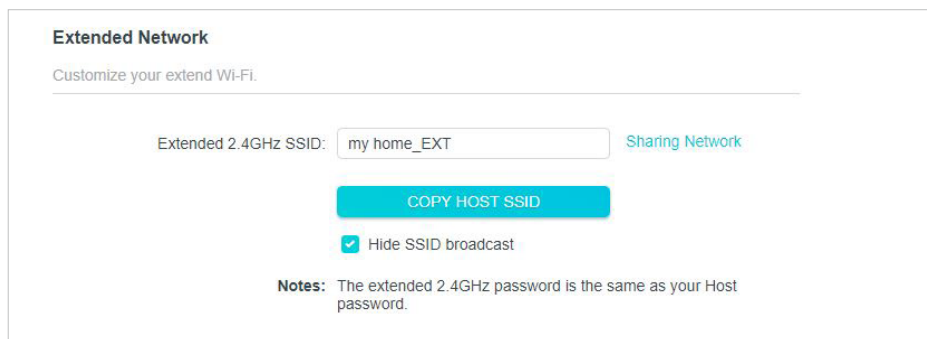 Extended Network
Customize your extend Wi-Fi.
Extended 2.4GHz SSID: my home_EXT Sharing Network
COPY HOST SSID
Hide SSID broadcast
Notes: The extended 2.4GHz password is the same as your Host
password.